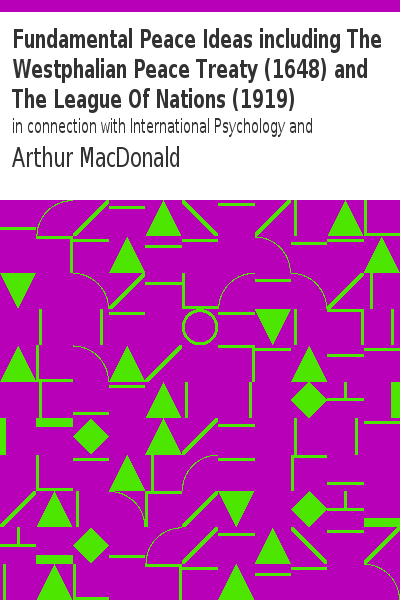 Fundamental Peace Ideas including The
Westphalian Peace Treaty (1648) and
The League Of Nations (1919)
in connection with International Psychology and
Arthur MacDonald